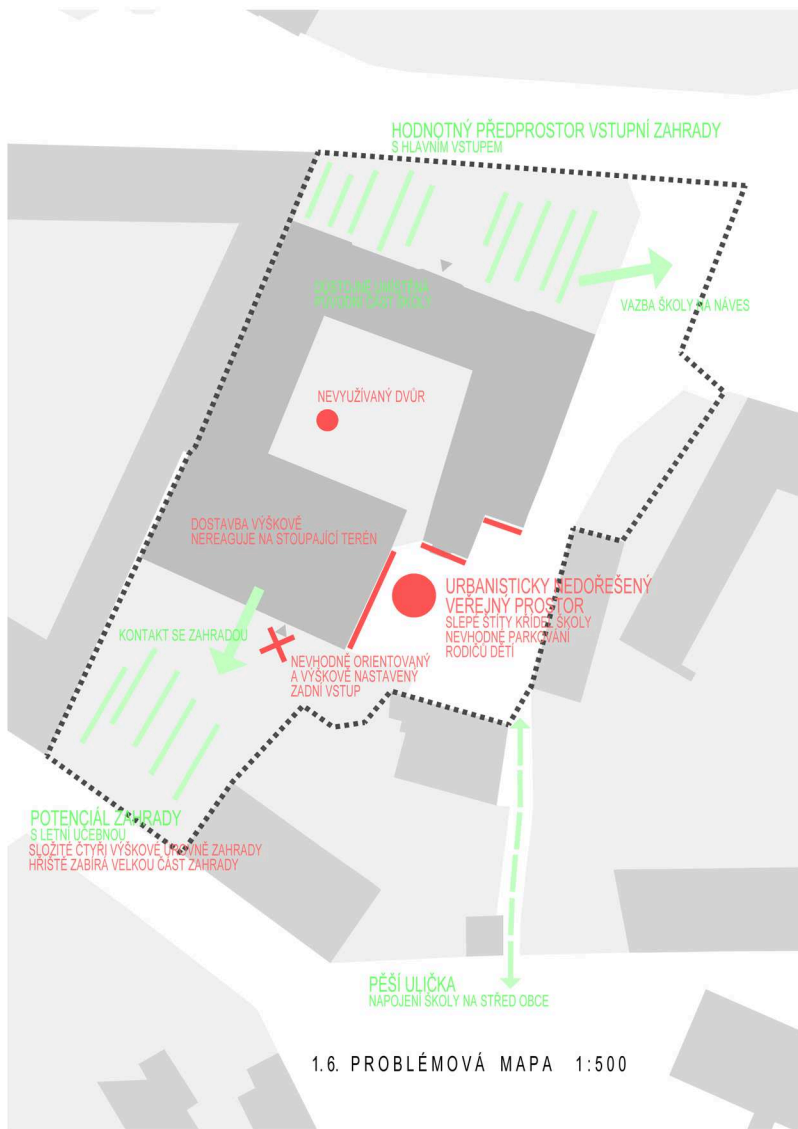 HODNOTNÝ PŘEDPROSTOR VSTUPNÍ ZAHRADY
S HLAVNÍM VSTUPEM
VAZBA ŠKOLY NA NÁVES
NEVYUŽÍVANÝ DVŮR
DOSTAVBA VÝŠKOVĚ
NEREAGUJE NA STOUPAJÍCÍ TERÉN
URBANISTICKY NEDOŘEŠENÝ
VEŘEJNÝ PROSTOR
SLEPÉ ŠTÍTY KŘÍDEL ŠKOLY
NEVHODNÉ PARKOVÁNÍ
RODIČŮ DĚTÍ
KONTAKT SE ZAHRADOU
NEVHODNĚ ORIENTOVANÝ
A VÝŠKOVĚ NASTAVENÝ
ZADNÍ VSTUP
POTENCIÁL ZAHRADY
S LETNÍ UČEBNOU
SLOŽITÉ ČTYŘI VÝŠKOVÉ ÚROVNĚ ZAHRADY
HŘIŠTĚ ZABÍRÁ VELKOU ČÁST ZAHRADY
PĚŠÍ ULIČKA
NAPOJENÍ ŠKOLY NA STŘED OBCE
1.6. PROBLÉMOVÁ MAPA 1:500